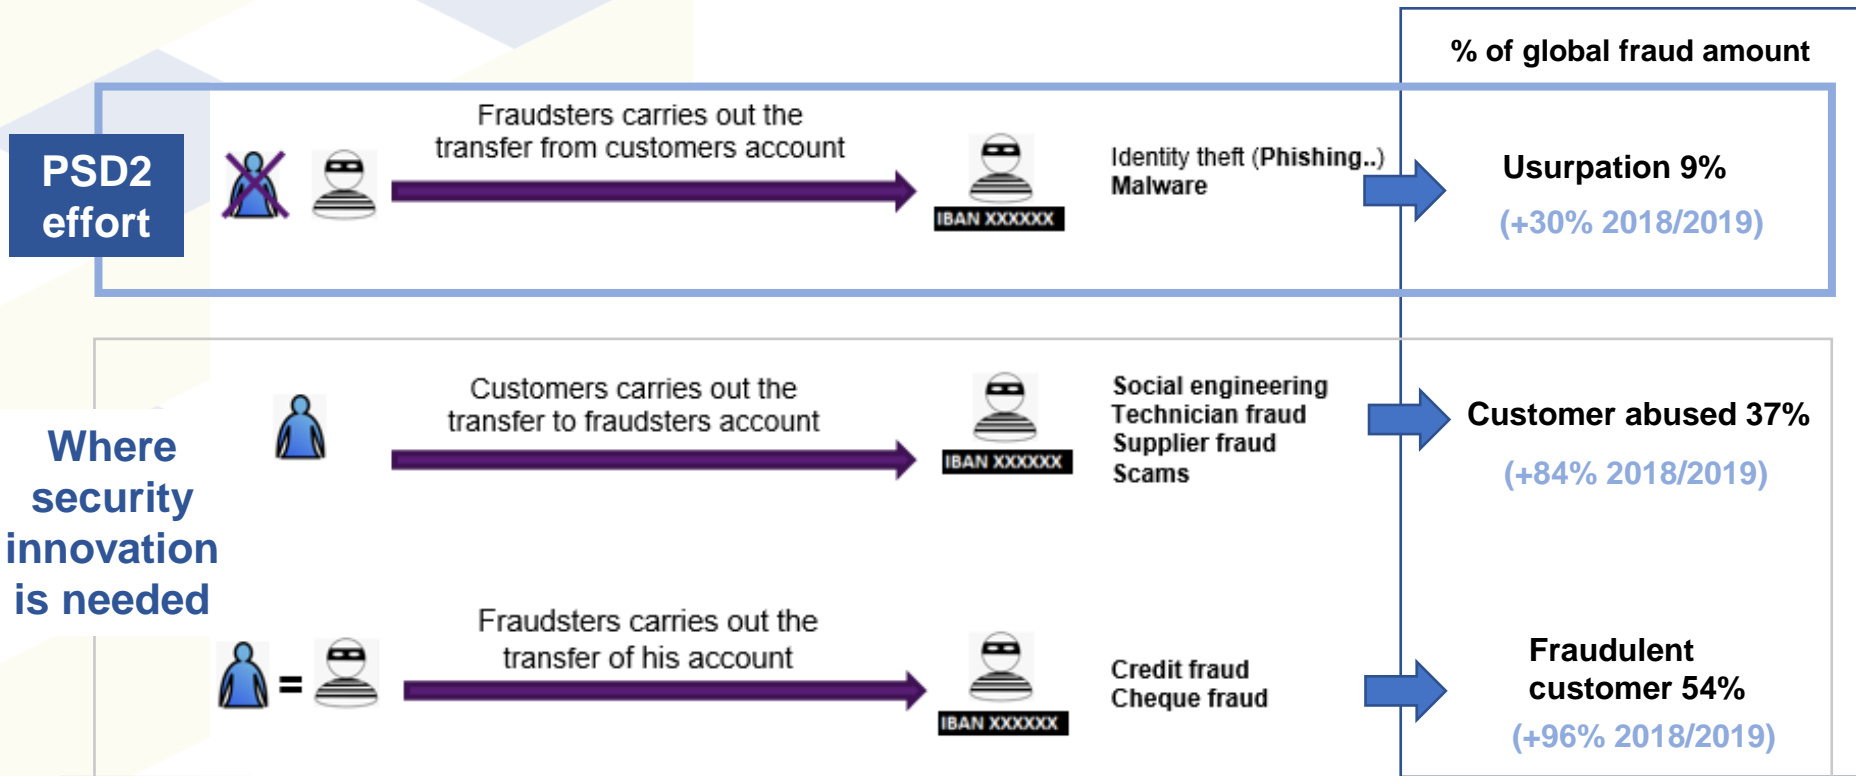 % of global fraud amount
PSD2
effort
Fraudsters carries out the
transfer from customers account
IBAN XXXXXX
Identity theft (Phishing..)
Malware
Usurpation 9%
(+30% 2018/2019)
Where
security
innovation
is needed
Customers carries out the
transfer to fraudsters account
IBAN XXXXXX
Social engineering
Technician fraud
Supplier fraud
Scams
Customer abused 37%
(+84% 2018/2019)
=
Fraudsters carries out the
transfer of his account
IBAN XXXXXX
Credit fraud
Cheque fraud
Fraudulent
customer 54%
(+96% 2018/2019)